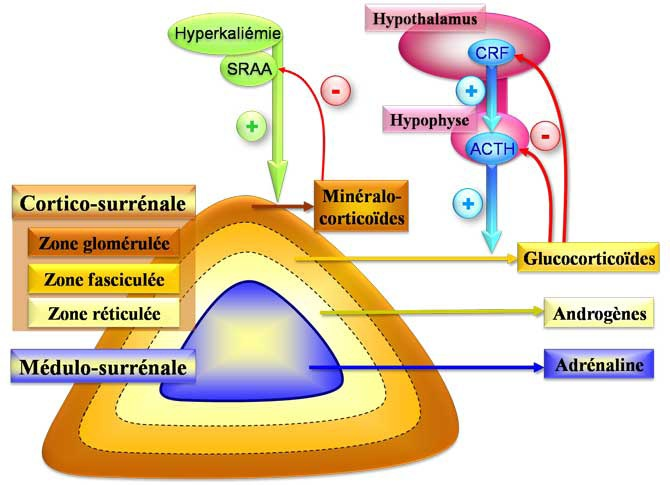 Hyperkaliémie
SRAA
+
-
Hypothalamus
CRF
+
Hypophyse
-
ACTH
+
Cortico-surrénale
Minéralo-
corticoïdes
Zone glomérulée
Zone fasciculée
Zone réticulée
Glucocorticoïdes
Androgènes
Médulo-surrénale
Adrénaline